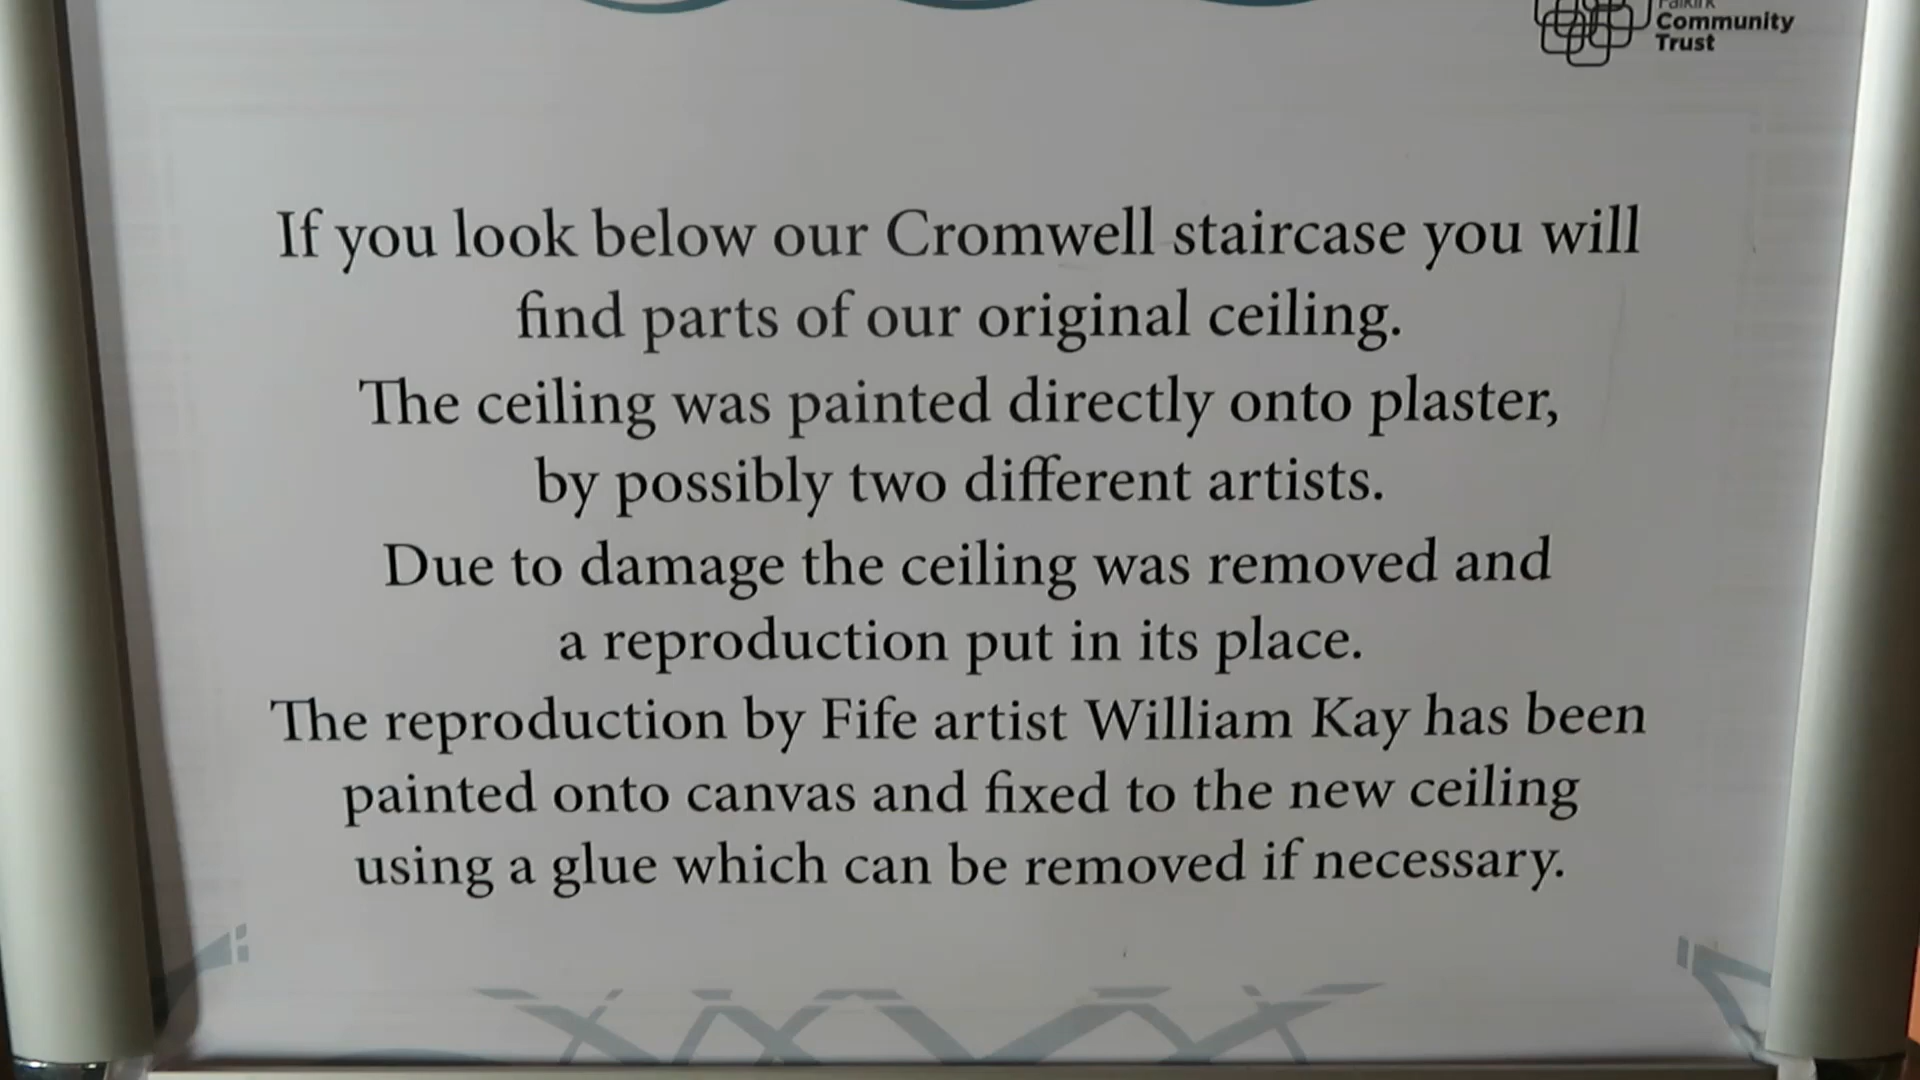 Falkirk
Community
Trust
If you look below our Cromwell staircase you will
find parts of our original ceiling.
The ceiling was painted directly onto plaster,
by possibly two different artists.
Due to damage the ceiling was removed and
a reproduction put in its place.
The reproduction by Fife artist William Kay has been
painted onto canvas and fixed to the new ceiling
using a glue which can be removed if necessary.